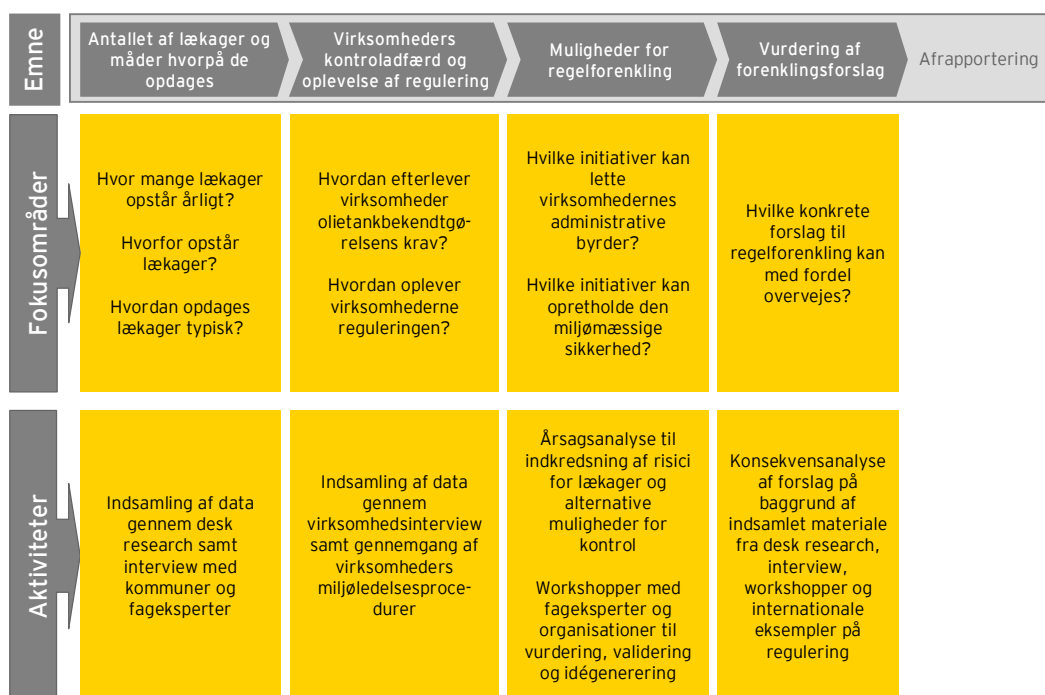 Emne
Antallet af lækager og
måder hvorpå de
opdages
Virksomheders
kontroladfærd og
oplevelse af regulering
Muligheder for
regelforenkling
Vurdering af
forenklingsforslag
Afrapportering
Fokusområder
Hvor mange lækager
opstår årligt?
Hvorfor opstår
lækager?
Hvordan opdages
lækager typisk?
Hvordan efterlever
virksomheder
olietankbekendtgø-
relsens krav?
Hvordan oplever
virksomhederne
reguleringen?
Hvilke initiativer kan
lette
virksomhedernes
administrative
byrder?
Hvilke initiativer kan
opretholde den
miljømæssige
sikkerhed?
Hvilke konkrete
forslag til
regelforenkling kan
med fordel
overvejes?
Aktiviteter
Indsamling af data
gennem desk
research samt
interview med
kommuner og
fageksperter
Indsamling af data
gennem
virksomhedsinterview
samt gennemgang af
virksomheders
miljøledelsesproce-
durer
Årsagsanalyse til
indkredsning af risici
for lækager og
alternative
muligheder for
kontrol
Workshopper med
fageksperter og
organisationer til
vurdering, validering
og idégenerering
Konsekvensanalyse
af forslag på
baggrund af
indsamlet materiale
fra desk research,
interview,
workshopper og
internationale
eksempler på
regulering